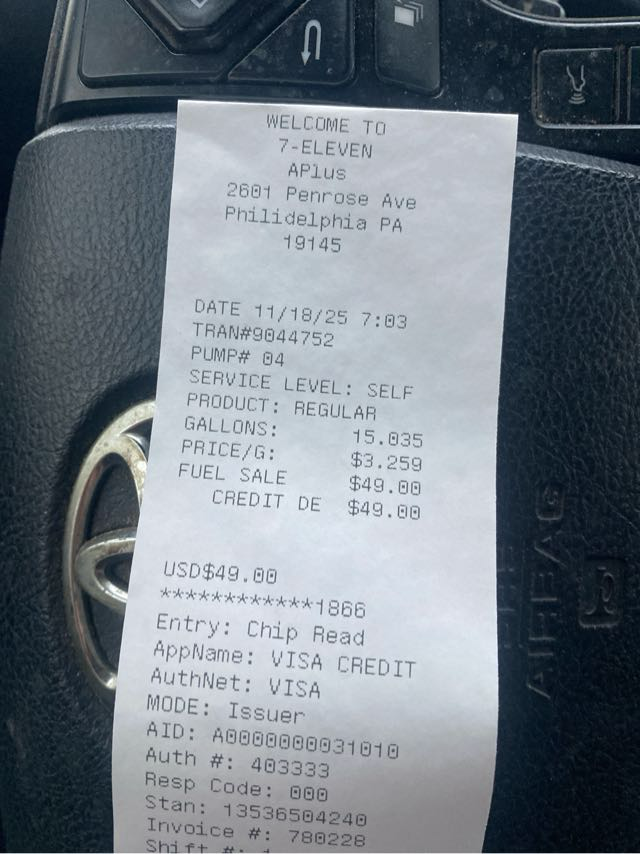 WELCOME TO
7-ELEVEN
APlus
2601 Penrose Ave
Philidelphia PA
19145
DATE 11/18/25 7:03
TRAN#9044752
PUMP# 04
SERVICE LEVEL: SELF
PRODUCT: REGULAR
GALLONS: 15.035
PRICE/G: $3.259
FUEL SALE $49.00
CREDIT DE $49.00
USD$49.00
************1866
Entry: Chip Read
AppName: VISA CREDIT
AuthNet: VISA
MODE: Issuer
AID: A0000000031010
Auth #: 403333
Resp Code: 000
Stan: 13536504240
Invoice #: 780228
Shift #:
AIRBAG